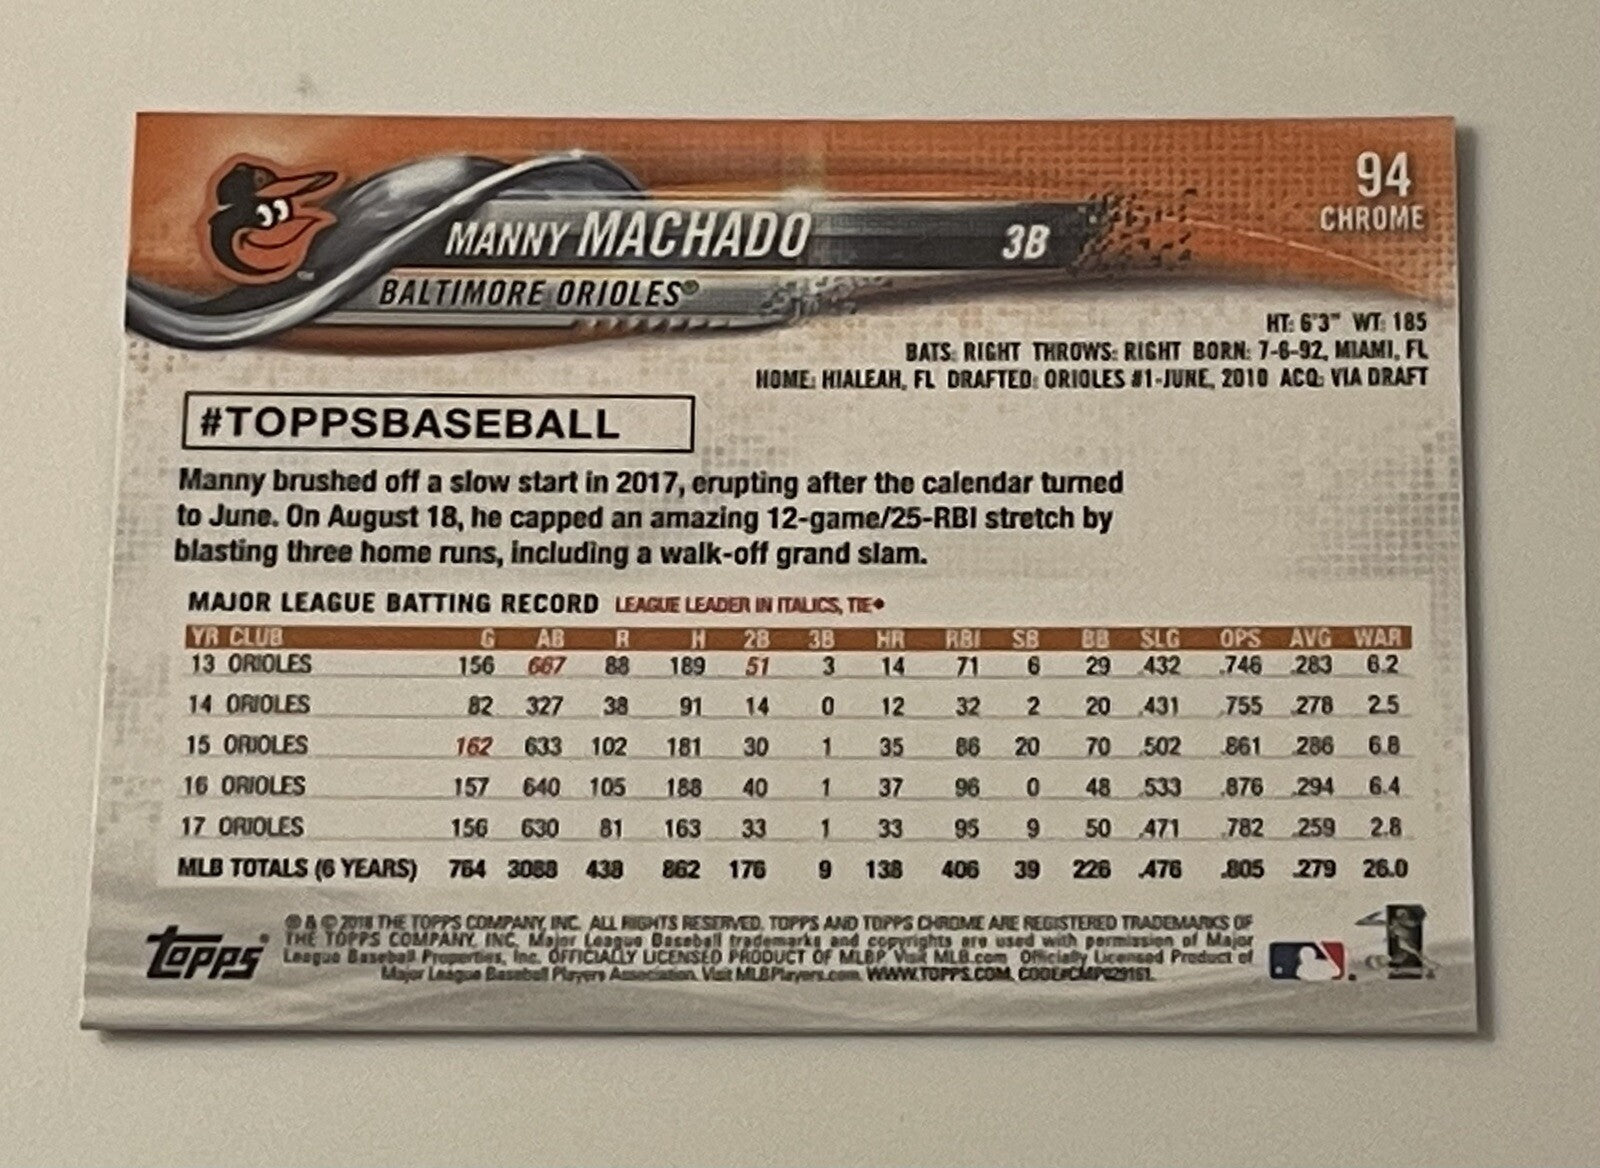 94
CHROME
MANNY MACHADO 3B
BALTIMORE ORIOLES®
HT: 6'3" WT: 185
BATS: RIGHT THROWS: RIGHT BORN: 7-6-92, MIAMI, FL
HOME: HIALEAH, FL DRAFTED: ORIOLES #1-JUNE, 2010 ACQ: VIA DRAFT
#TOPPSBASEBALL
Manny brushed off a slow start in 2017, erupting after the calendar turned
to June. On August 18, he capped an amazing 12-game/25-RBI stretch by
blasting three home runs, including a walk-off grand slam.
MAJOR LEAGUE BATTING RECORD LEAGUE LEADER IN ITALICS, TIE♦
YR CLUB G AB R H 2B 3B HR RBI SB BB SLG OPS AVG WAR
13 ORIOLES 156 667 88 189 51 3 14 71 6 29 .432 .746 .283 6.2
14 ORIOLES 82 327 38 91 14 0 12 32 2 20 .431 .755 .278 2.5
15 ORIOLES 162 633 102 181 30 1 35 86 20 70 .502 .861 .286 6.8
16 ORIOLES 157 640 105 188 40 1 37 96 0 48 .533 .876 .294 6.4
17 ORIOLES 156 630 81 163 33 1 33 95 9 50 .471 .782 .259 2.8
MLB TOTALS (6 YEARS) 764 3088 438 862 176 9 138 406 39 226 .476 .805 .279 26.0
Topps®
® & © 2018 THE TOPPS COMPANY, INC. ALL RIGHTS RESERVED. TOPPS AND TOPPS CHROME ARE REGISTERED TRADEMARKS OF
THE TOPPS COMPANY, INC. Major League Baseball trademarks and copyrights are used with permission of Major
League Baseball Properties, Inc. OFFICIALLY LICENSED PRODUCT OF MLBP. Visit MLB.com Officially Licensed Product of
Major League Baseball Players Association. Visit MLBPlayers.com. WWW.TOPPS.COM, CODE#CMP029161.